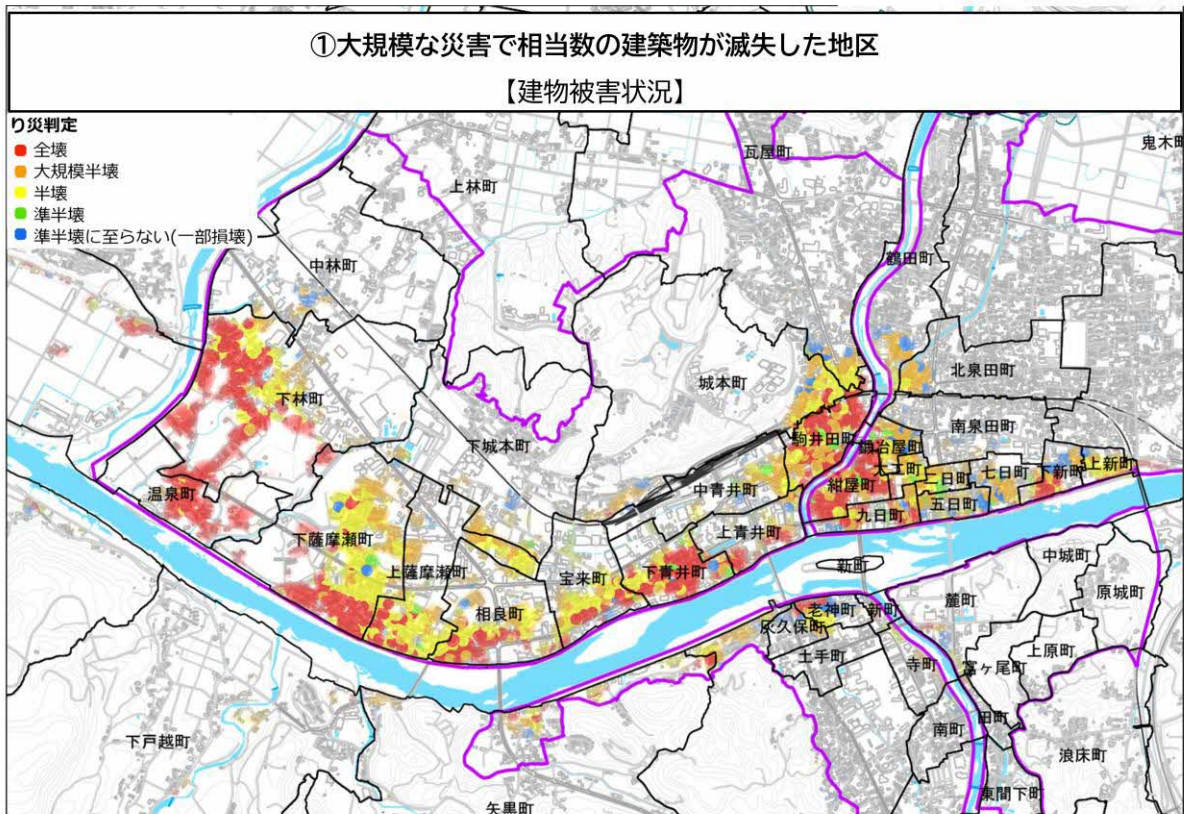 ①大規模な災害で相当数の建築物が滅失した地区
【建物被害状況】
り災判定
全壊
大規模半壊
半壊
準半壊
準半壊に至らない(一部損壊)
瓦屋町
鬼木町
上林町
中林町
鶴田町
城本町
北泉田町
下林町
下城本町
南泉田町
駒井田町
鍛冶屋町
大工町
七日町
下新町
上新町
二日町
中青井町
紺屋町
五日町
九日町
温泉町
上青井町
下薩摩瀬町
上薩摩瀬町
宝来町
下青井町
新町
中城町
原城町
相良町
老神町
新町
麓町
灰久保町
土手町
上原町
寺町
富ヶ尾町
南町
田町
下戸越町
浪床町
東間下町
矢黒町